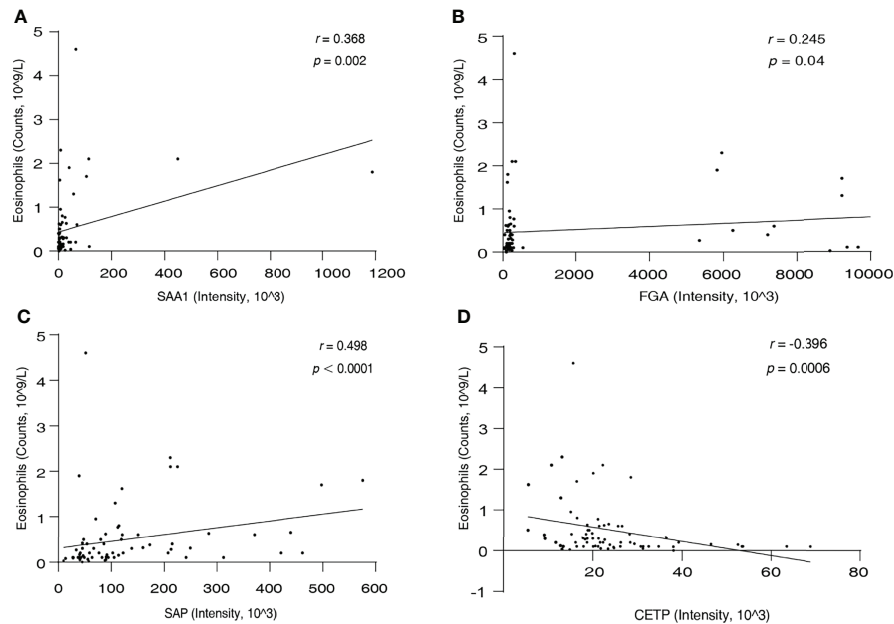 A
r = 0.368
p = 0.002
Eosinophils (Counts, 10^9/L)
5
4
3
2
1
0
0 200 400 600 800 1000 1200
SAA1 (Intensity, 10^3)
B
r = 0.245
p = 0.04
Eosinophils (Counts, 10^9/L)
5
4
3
2
1
0
0 2000 4000 6000 8000 10000
FGA (Intensity, 10^3)
C
r = 0.498
p < 0.0001
Eosinophils (Counts, 10^9/L)
5
4
3
2
1
0
0 100 200 300 400 500 600
SAP (Intensity, 10^3)
D
r = -0.396
p = 0.0006
Eosinophils (Counts, 10^9/L)
5
4
3
2
1
0
-1
20 40 60 80
CETP (Intensity, 10^3)